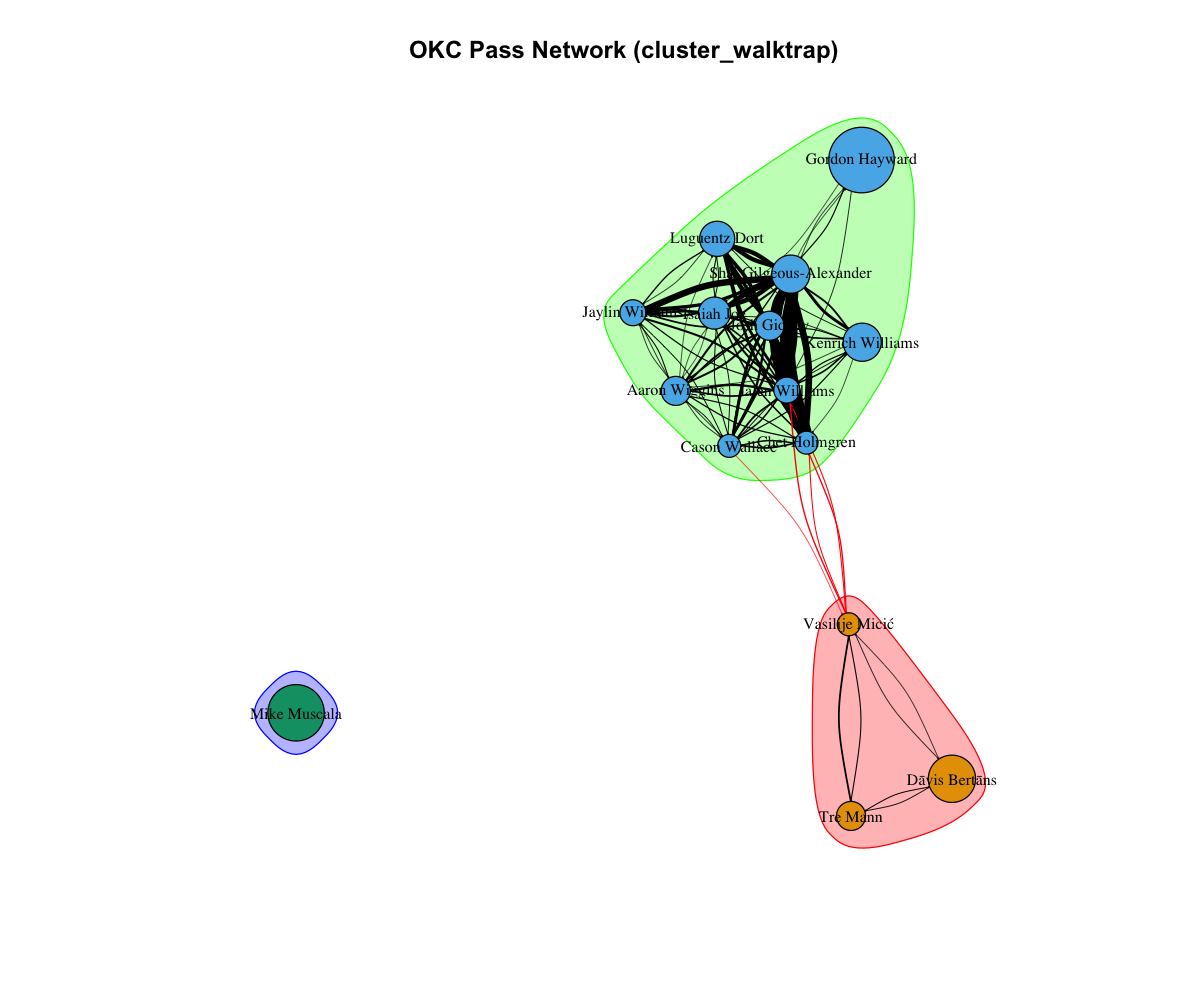 OKC Pass Network (cluster_walktrap)
Gordon Hayward
Luguentz Dort
Shai Gilgeous-Alexander
Jaylin Williams
Isaiah Joe
Josh Giddey
Kenrich Williams
Aaron Wiggins
Jalen Williams
Cason Wallace
Chet Holmgren
Vasilije Micić
Mike Muscala
Dāvis Bertāns
Tre Mann